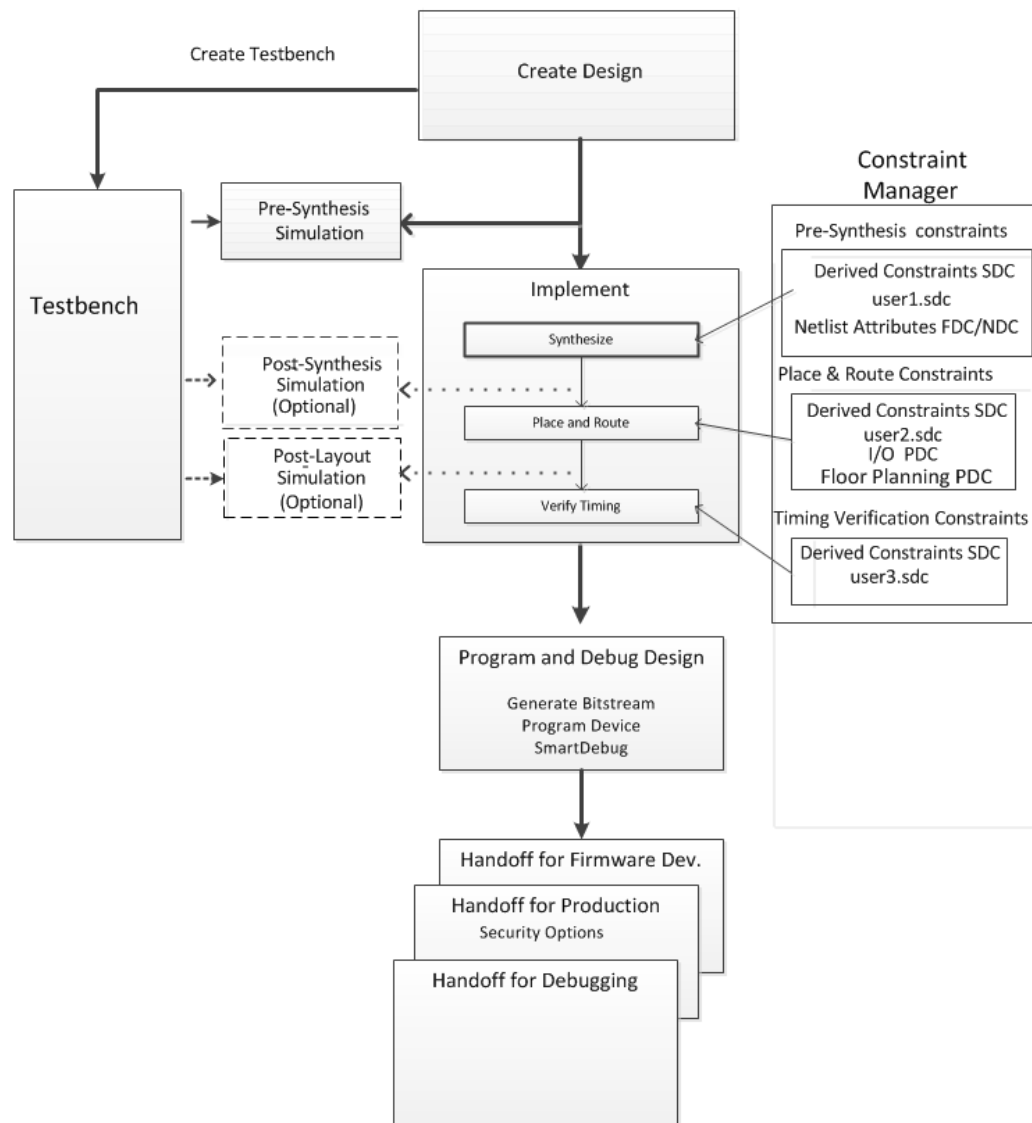 Create Testbench
Create Design
Constraint
Manager
Pre-Synthesis
Simulation
Pre-Synthesis constraints
Derived Constraints SDC
user1.sdc
Netlist Attributes FDC/NDC
Testbench
Implement
Synthesize
Post-Synthesis
Simulation
(Optional)
Place & Route Constraints
Place and Route
Derived Constraints SDC
user2.sdc
I/O PDC
Floor Planning PDC
Post-Layout
Simulation
(Optional)
Verify Timing
Timing Verification Constraints
Derived Constraints SDC
user3.sdc
Program and Debug Design
Generate Bitstream
Program Device
SmartDebug
Handoff for Firmware Dev.
Handoff for Production
Security Options
Handoff for Debugging